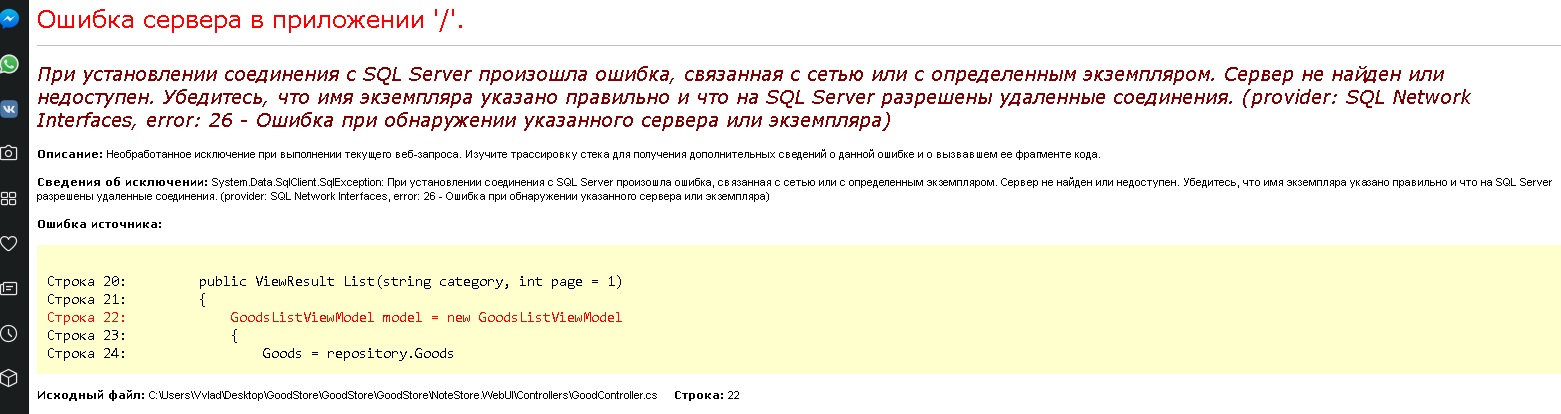 Ошибка сервера в приложении '/'.
При установлении соединения с SQL Server произошла ошибка, связанная с сетью или с определенным экземпляром. Сервер не найден или
недоступен. Убедитесь, что имя экземпляра указано правильно и что на SQL Server разрешены удаленные соединения. (provider: SQL Network
Interfaces, error: 26 - Ошибка при обнаружении указанного сервера или экземпляра)
Описание: Необработанное исключение при выполнении текущего веб-запроса. Изучите трассировку стека для получения дополнительных сведений о данной ошибке и о вызвавшем ее фрагменте кода.
Сведения об исключении: System.Data.SqlClient.SqlException: При установлении соединения с SQL Server произошла ошибка, связанная с сетью или с определенным экземпляром. Сервер не найден или недоступен. Убедитесь, что имя экземпляра указано правильно и что на SQL Server
разрешены удаленные соединения. (provider: SQL Network Interfaces, error: 26 - Ошибка при обнаружении указанного сервера или экземпляра)
Ошибка источника:
Строка 20: public ViewResult List(string category, int page = 1)
Строка 21: {
Строка 22: GoodsListViewModel model = new GoodsListViewModel
Строка 23: {
Строка 24: Goods = repository.Goods
Исходный файл: C:\Users\Vvlad\Desktop\GoodStore\GoodStore\GoodStore\NoteStore.WebUI\Controllers\GoodController.cs Строка: 22